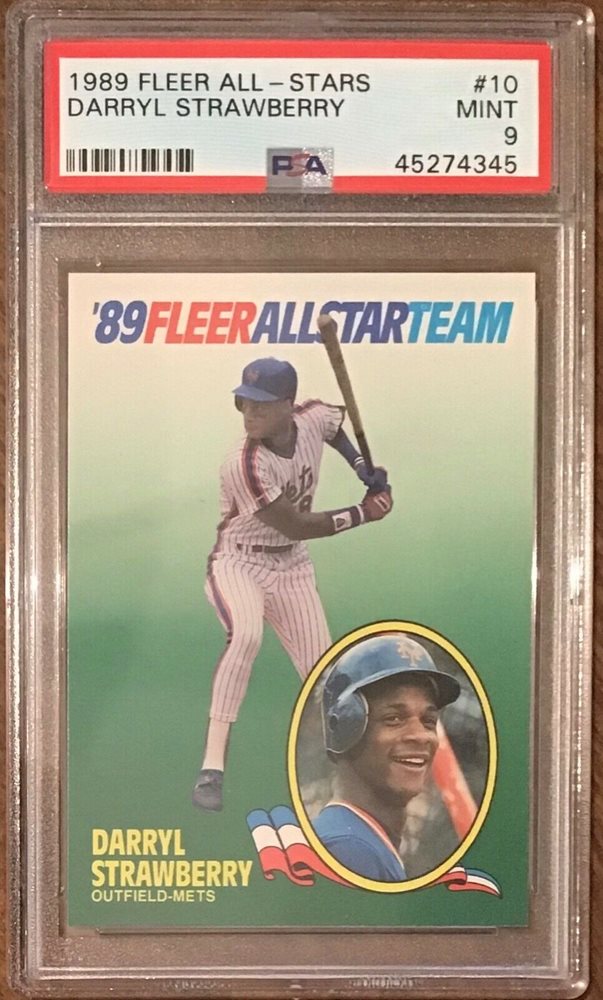 1989 FLEER ALL-STARS #10
DARRYL STRAWBERRY MINT
9
PSA 45274345
'89FLEERALLSTARTEAM
DARRYL
STRAWBERRY
OUTFIELD-METS